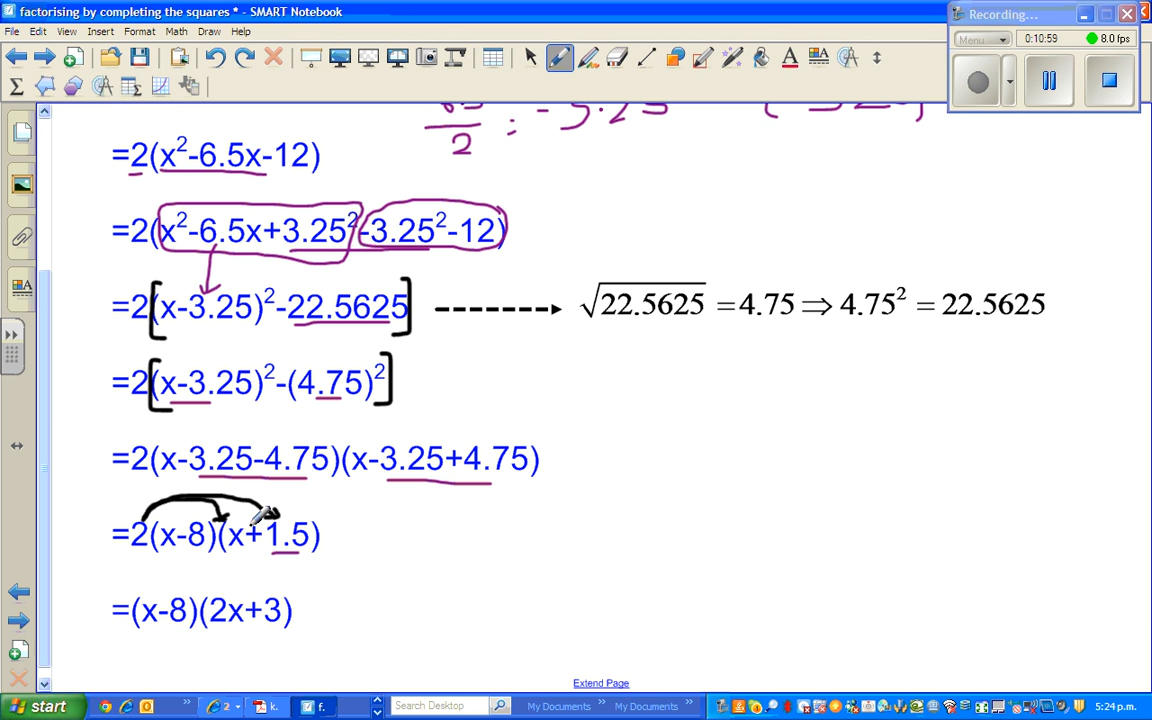 factorising by completing the squares * - SMART Notebook
Recording...
File Edit View Insert Format Math Draw Help
Menu
0:10:59
8.0 fps
2
=2(x²-6.5x-12)
=2(x²-6.5x+3.25²-3.25²-12)
=2[(x-3.25)²-22.5625]
√22.5625 =4.75 ⇒ 4.75² = 22.5625
=2[(x-3.25)²-(4.75)²]
=2(x-3.25-4.75)(x-3.25+4.75)
=2(x-8)(x+1.5)
=(x-8)(2x+3)
Extend Page
start
2
k.
f.
Search Desktop
My Documents
My Documents
5:24 p.m.